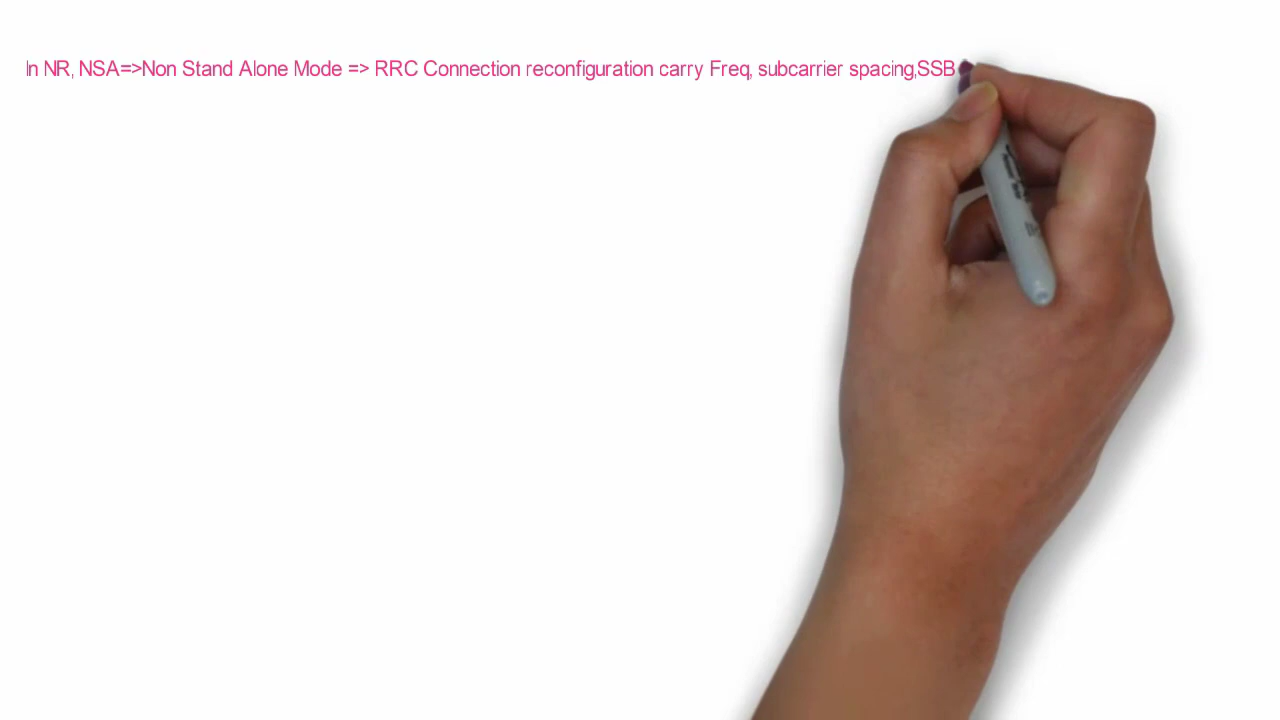 In NR, NSA=>Non Stand Alone Mode => RRC Connection reconfiguration carry Freq, subcarrier spacing,SSB